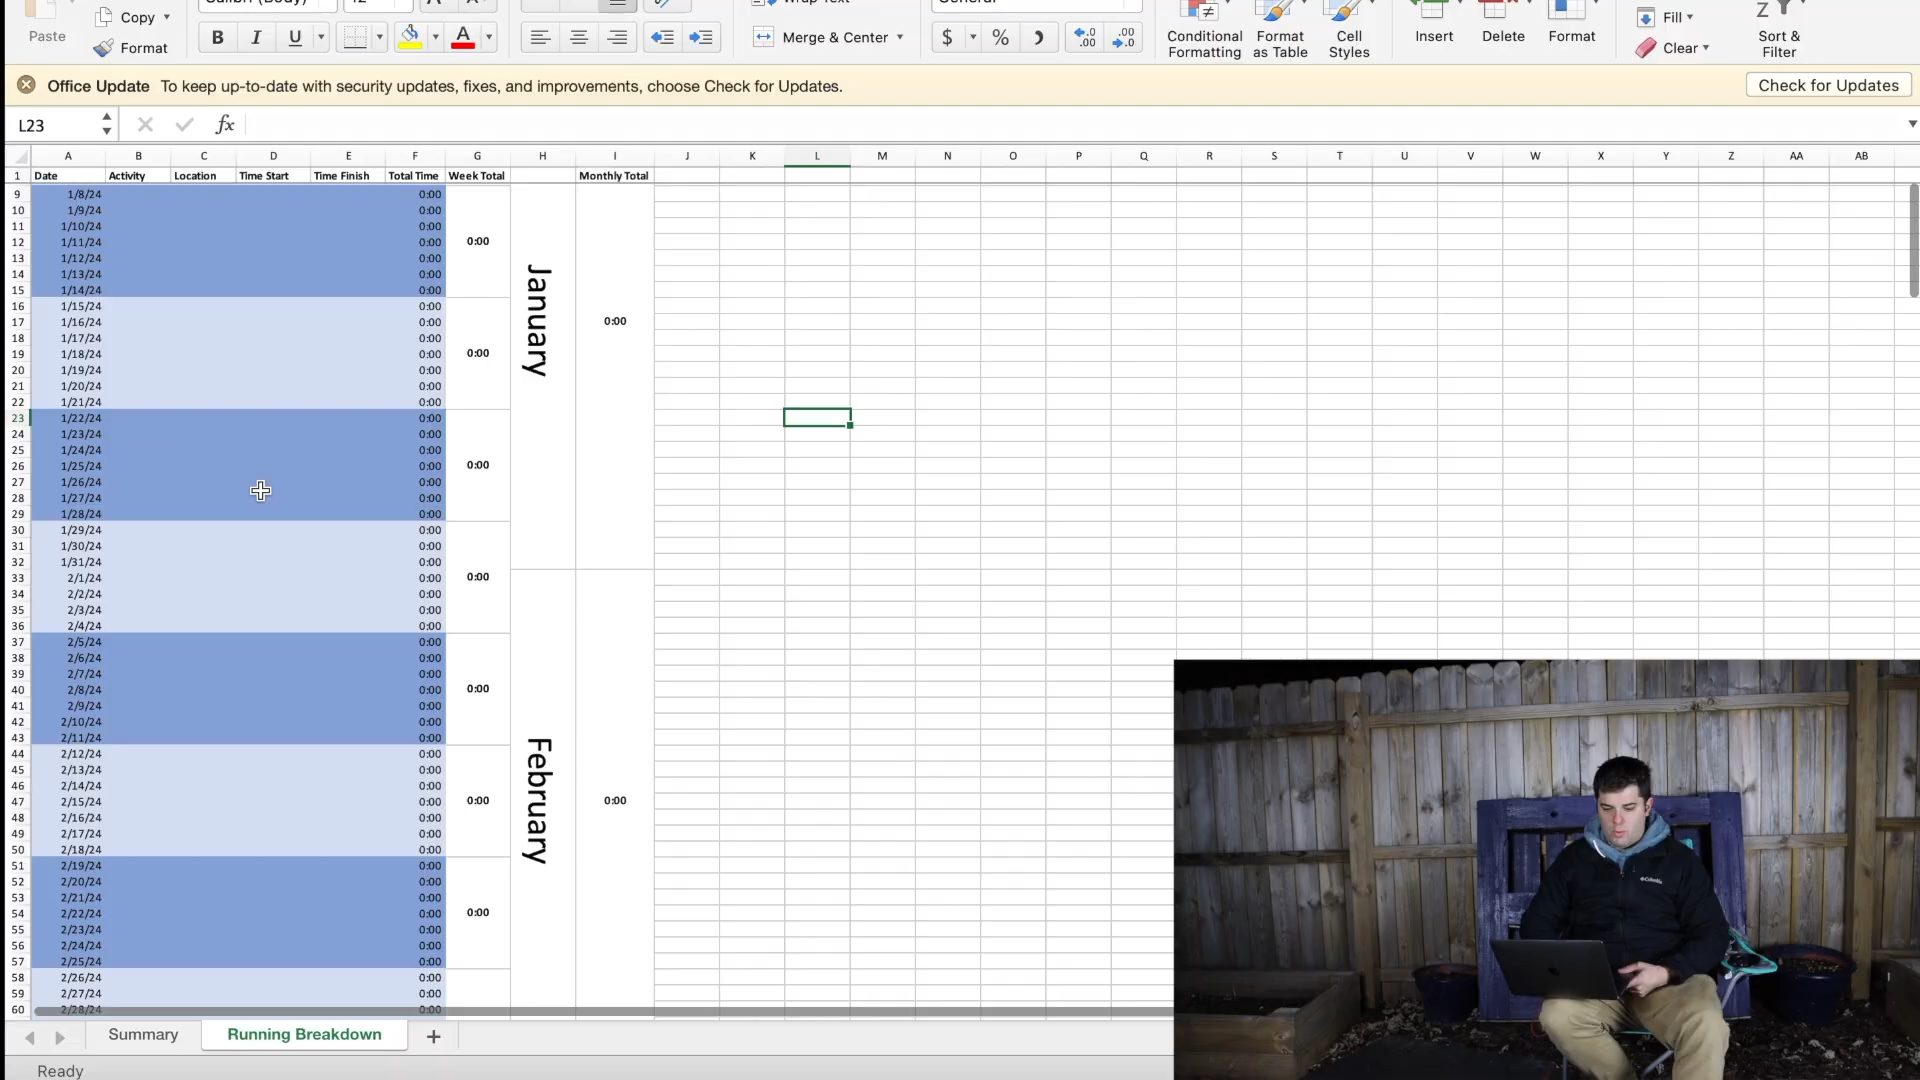 Copy
Paste
Format
B I U A
Merge & Center
$ %
.0
.00
.00
.0
Conditional
Formatting
Format
as Table
Cell
Styles
Insert
Delete
Format
Fill
Clear
Z
Sort &
Filter
Office Update To keep up-to-date with security updates, fixes, and improvements, choose Check for Updates.
Check for Updates
L23 fx
A B C D E F G H I J K L M N O P Q R S T U V W X Y Z AA AB
1 Date Activity Location Time Start Time Finish Total Time Week Total Monthly Total
9 1/8/24 0:00
10 1/9/24 0:00
11 1/10/24 0:00
12 1/11/24 0:00 0:00
13 1/12/24 0:00
14 1/13/24 0:00
15 1/14/24 0:00
16 1/15/24 0:00
17 1/16/24 0:00 January 0:00
18 1/17/24 0:00
19 1/18/24 0:00 0:00
20 1/19/24 0:00
21 1/20/24 0:00
22 1/21/24 0:00
23 1/22/24 0:00
24 1/23/24 0:00
25 1/24/24 0:00
26 1/25/24 0:00 0:00
27 1/26/24 0:00
28 1/27/24 0:00
29 1/28/24 0:00
30 1/29/24 0:00
31 1/30/24 0:00
32 1/31/24 0:00
33 2/1/24 0:00 0:00
34 2/2/24 0:00
35 2/3/24 0:00
36 2/4/24 0:00
37 2/5/24 0:00
38 2/6/24 0:00
39 2/7/24 0:00
40 2/8/24 0:00 0:00
41 2/9/24 0:00
42 2/10/24 0:00
43 2/11/24 0:00
44 2/12/24 0:00
45 2/13/24 0:00
46 2/14/24 0:00
47 2/15/24 0:00 0:00 February 0:00
48 2/16/24 0:00
49 2/17/24 0:00
50 2/18/24 0:00
51 2/19/24 0:00
52 2/20/24 0:00
53 2/21/24 0:00
54 2/22/24 0:00 0:00
55 2/23/24 0:00
56 2/24/24 0:00
57 2/25/24 0:00
58 2/26/24 0:00
59 2/27/24 0:00
60 2/28/24 0:00
Summary
Running Breakdown
Ready
Columbia